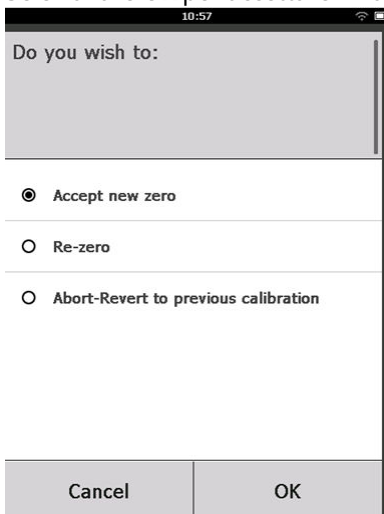 10:57
Do you wish to:
Accept new zero
Re-zero
Abort-Revert to previous calibration
Cancel
OK